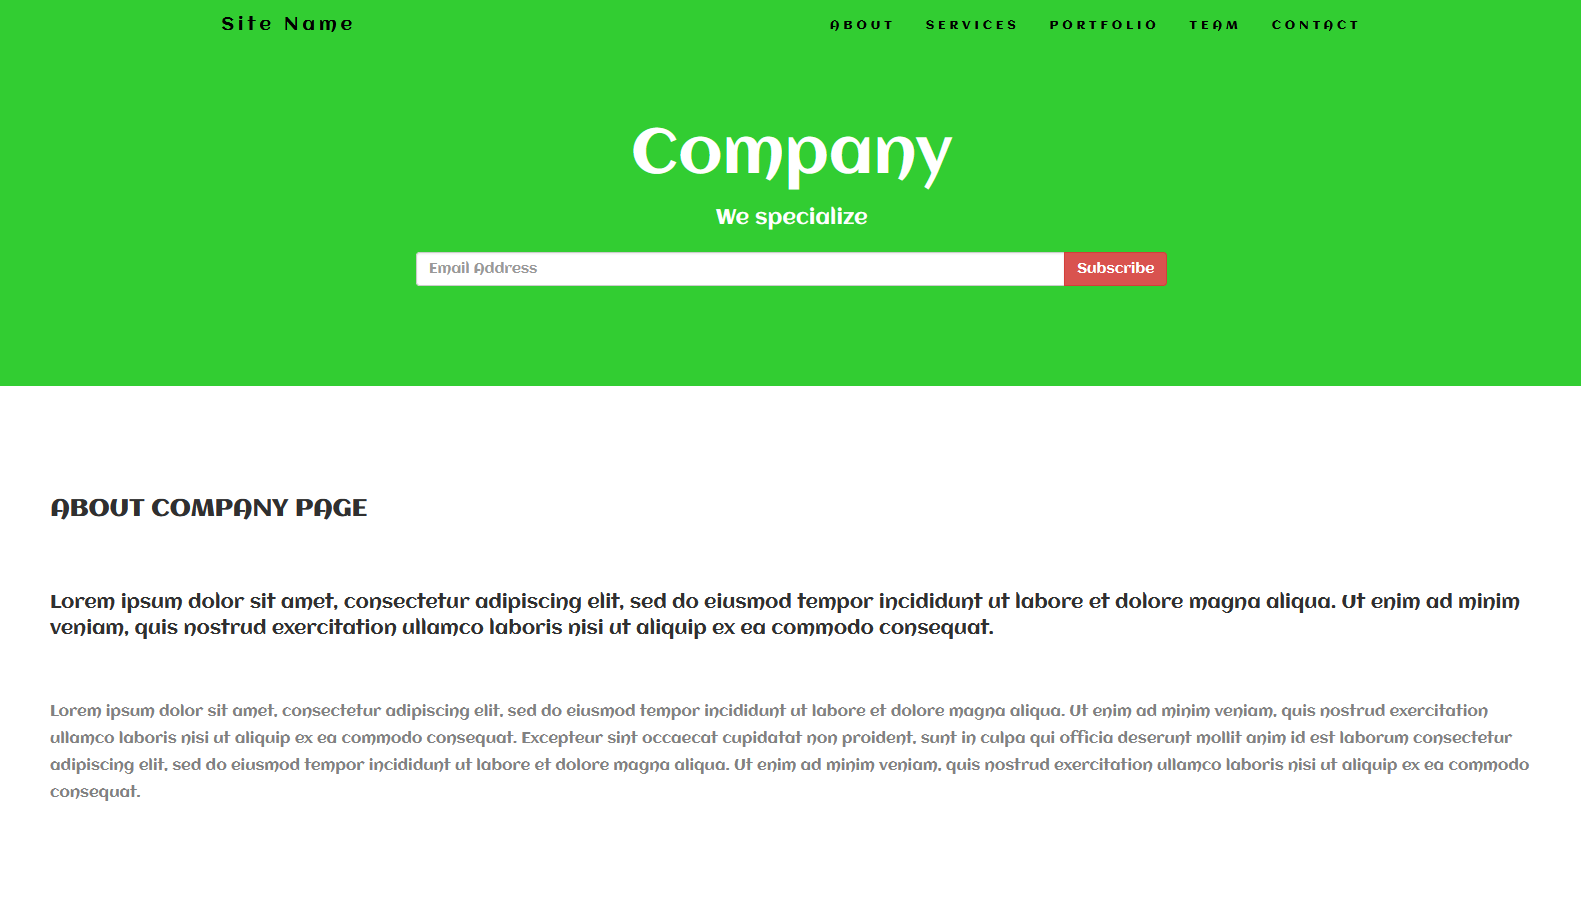 Site Name
ABOUT SERVICES PORTFOLIO TEAM CONTACT
Company
We specialize
Email Address Subscribe
ABOUT COMPANY PAGE
Lorem ipsum dolor sit amet, consectetur adipiscing elit, sed do eiusmod tempor incididunt ut labore et dolore magna aliqua. Ut enim ad minim
veniam, quis nostrud exercitation ullamco laboris nisi ut aliquip ex ea commodo consequat.
Lorem ipsum dolor sit amet, consectetur adipiscing elit, sed do eiusmod tempor incididunt ut labore et dolore magna aliqua. Ut enim ad minim veniam, quis nostrud exercitation
ullamco laboris nisi ut aliquip ex ea commodo consequat. Excepteur sint occaecat cupidatat non proident, sunt in culpa qui officia deserunt mollit anim id est laborum consectetur
adipiscing elit, sed do eiusmod tempor incididunt ut labore et dolore magna aliqua. Ut enim ad minim veniam, quis nostrud exercitation ullamco laboris nisi ut aliquip ex ea commodo
consequat.